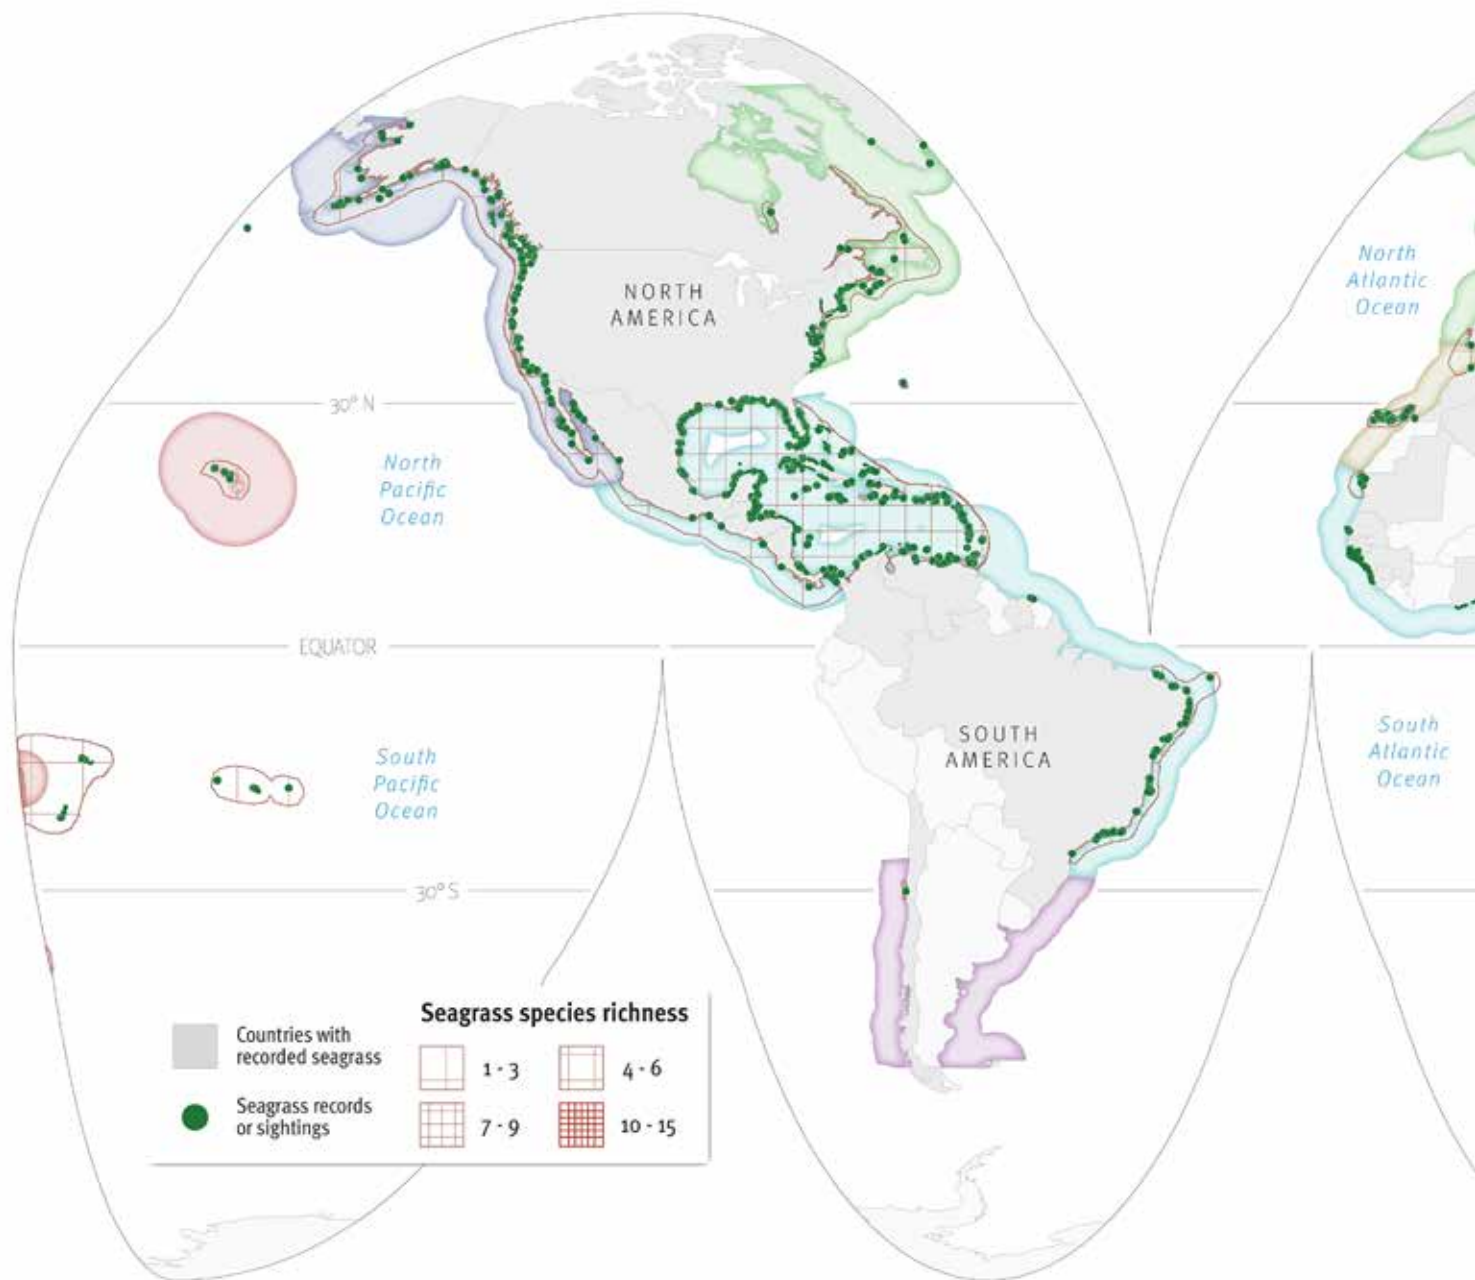 North
Atlantic
Ocean
NORTH
AMERICA
30° N
North
Pacific
Ocean
EQUATOR
South
Pacific
Ocean
SOUTH
AMERICA
South
Atlantic
Ocean
30° S
Seagrass species richness
Countries with
recorded seagrass
1 - 3
4 - 6
Seagrass records
or sightings
7 - 9
10 - 15